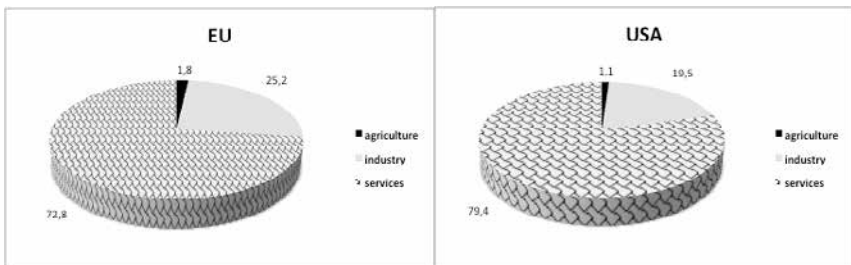 EU
1,8
25,2
agriculture
industry
services
72,8
USA
1.1
19,5
agriculture
industry
services
79,4